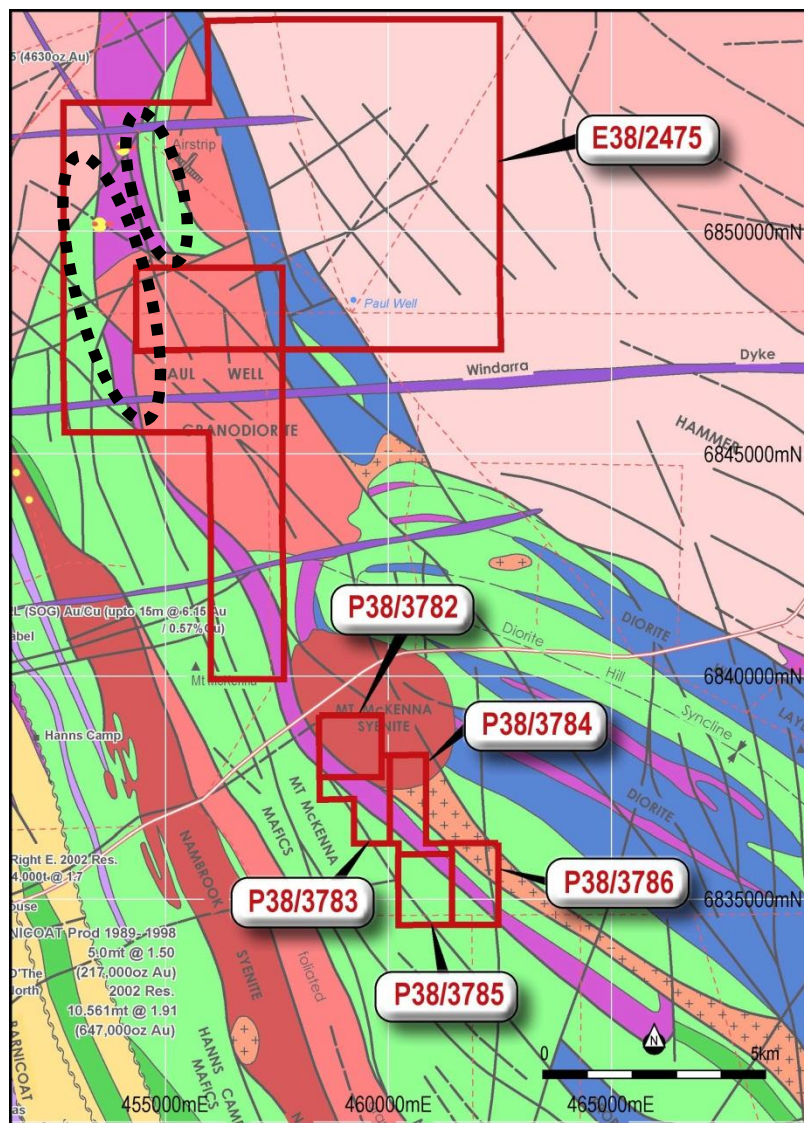 5 (4630oz Au)
Airstrip
E38/2475
6850000mN
Paul Well
Windarra
Dyke
AUL WELL
GRANODIORITE
HAMMER
6845000mN
L (SOG) Au/Cu (upto 15m @ 6.15 Au
/ 0.57%Cu)
P38/3782
DIORITE
Diorite
Hill
Syncline
LAY
Mt McKenna
6840000mN
MT McKENNA
SYENITE
P38/3784
Hanns Camp
DIORITE
MT McKENNA
MAFICS
NAMBROOK
SYENITE
Right E. 2002 Res.
4,000t @ 1.7
ouse
P38/3783
P38/3786
6835000mN
NICOAT Prod 1989- 1998
5.0mt @ 1.50
(217,000oz Au)
2002 Res.
10.561mt @ 1.91
(647,000oz Au)
O'The
North
foliated
P38/3785
BARNICOAT
HANNS CAMP
MAFICS
N
0 5km
455000mE
460000mE
465000mE